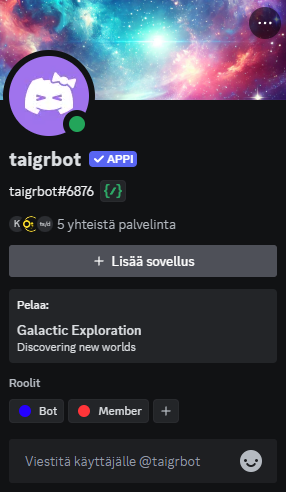 taigrbot ✓ APPI
taigrbot#6876 {/}
5 yhteistä palvelinta
+ Lisää sovellus
Pelaa:
Galactic Exploration
Discovering new worlds
Roolit
Bot Member +
Viestitä käyttäjälle @taigrbot